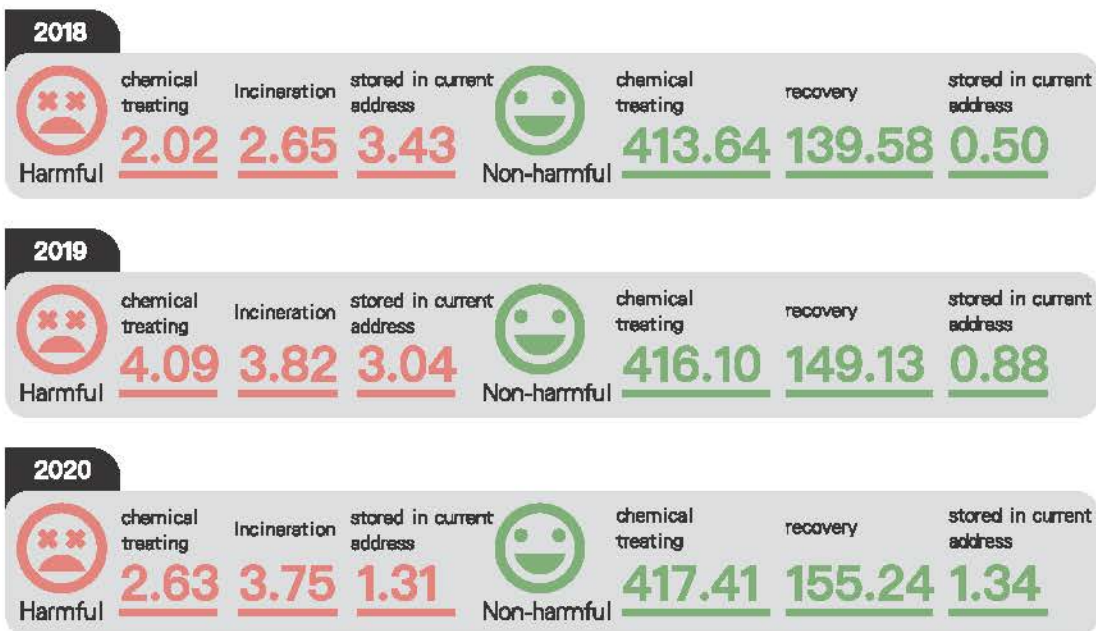 2018
Harmful
chemical
treating
2.02
Incineration
2.65
stored in current
address
3.43
Non-harmful
chemical
treating
413.64
recovery
139.58
stored in current
address
0.50
2019
Harmful
chemical
treating
4.09
Incineration
3.82
stored in current
address
3.04
Non-harmful
chemical
treating
416.10
recovery
149.13
stored in current
address
0.88
2020
Harmful
chemical
treating
2.63
Incineration
3.75
stored in current
address
1.31
Non-harmful
chemical
treating
417.41
recovery
155.24
stored in current
address
1.34